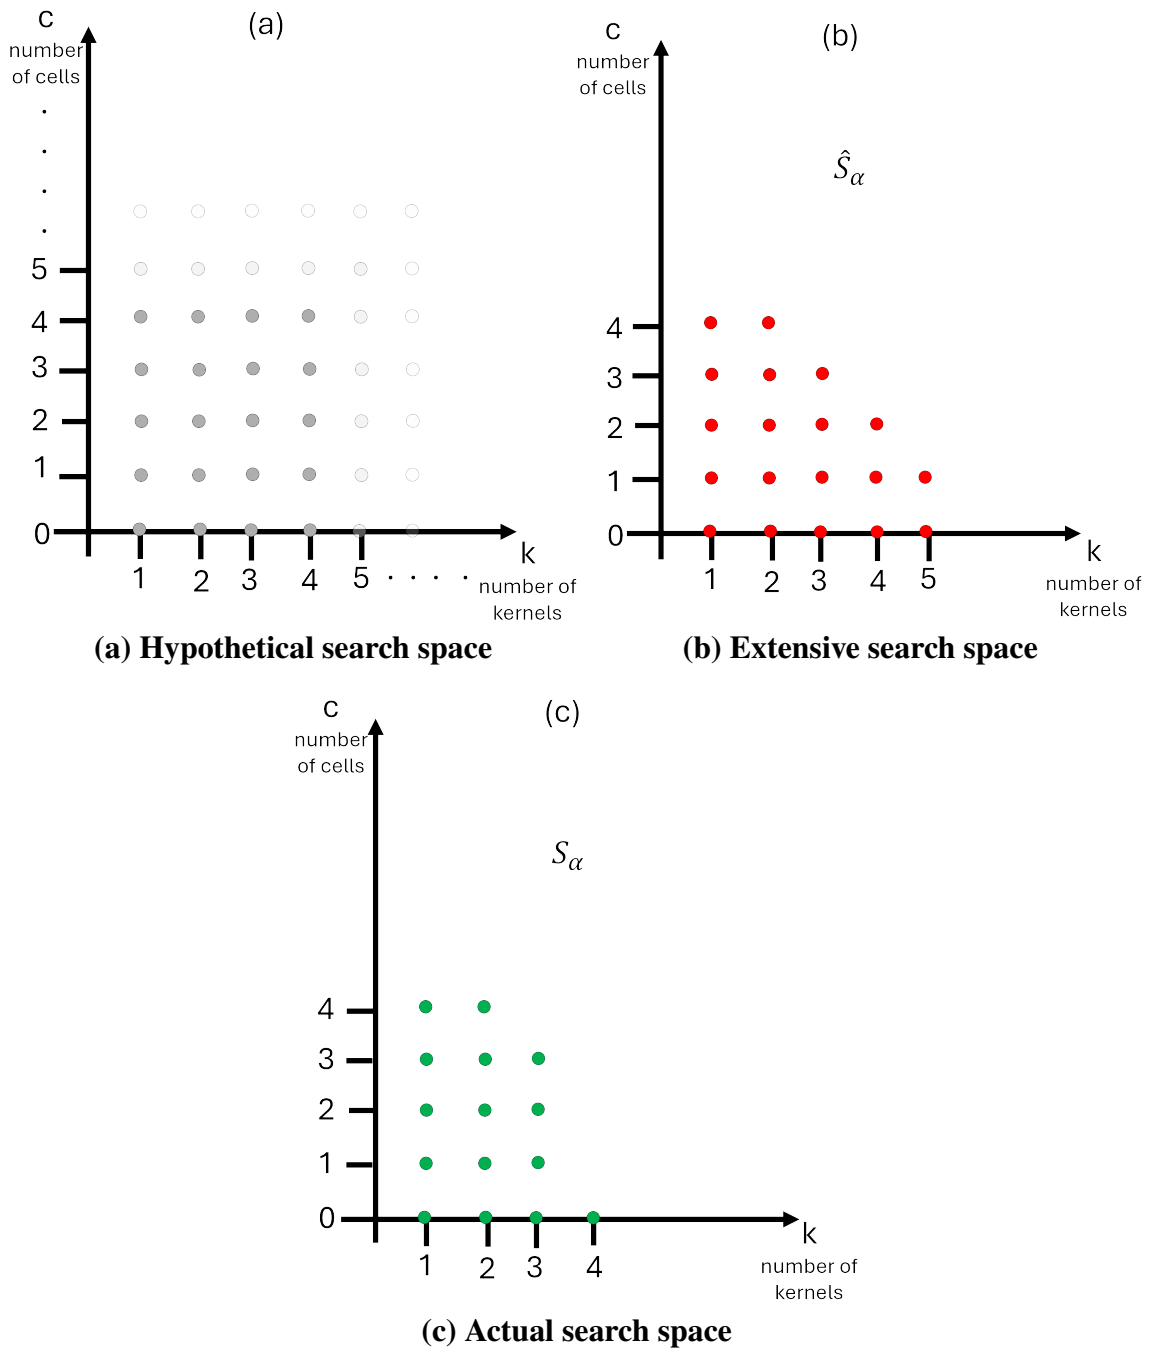 c
(a)
number
of cells
5
4
3
2
1
0
1 2 3 4 5 . . . .
k
number of
kernels
(a) Hypothetical search space
c
(b)
number
of cells
Ŝα
4
3
2
1
0
1 2 3 4 5
k
number of
kernels
(b) Extensive search space
c
(c)
number
of cells
Sα
4
3
2
1
0
1 2 3 4
k
number of
kernels
(c) Actual search space